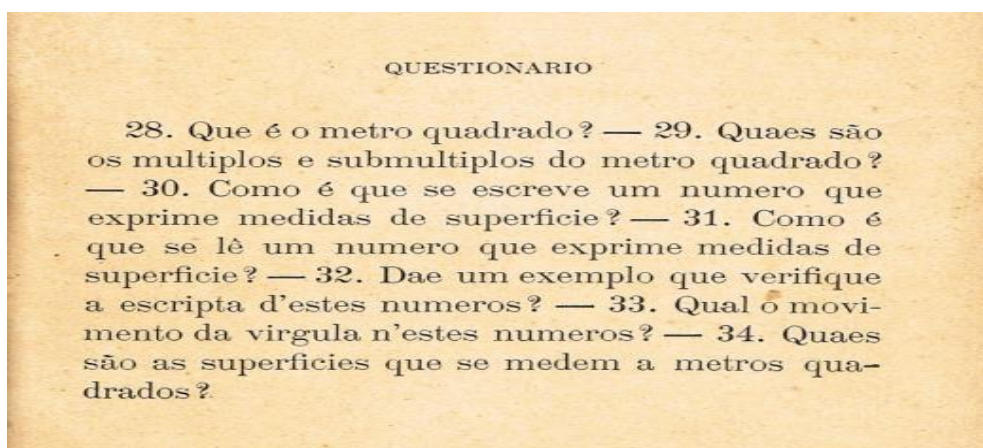 QUESTIONARIO
28. Que é o metro quadrado? — 29. Quaes são
os multiplos e submultiplos do metro quadrado?
— 30. Como é que se escreve um numero que
exprime medidas de superficie? — 31. Como é
que se lê um numero que exprime medidas de
superficie? — 32. Dae um exemplo que verifique
a escripta d'estes numeros? — 33. Qual o movi-
mento da virgula n'estes numeros? — 34. Quaes
são as superficies que se medem a metros qua-
drados?